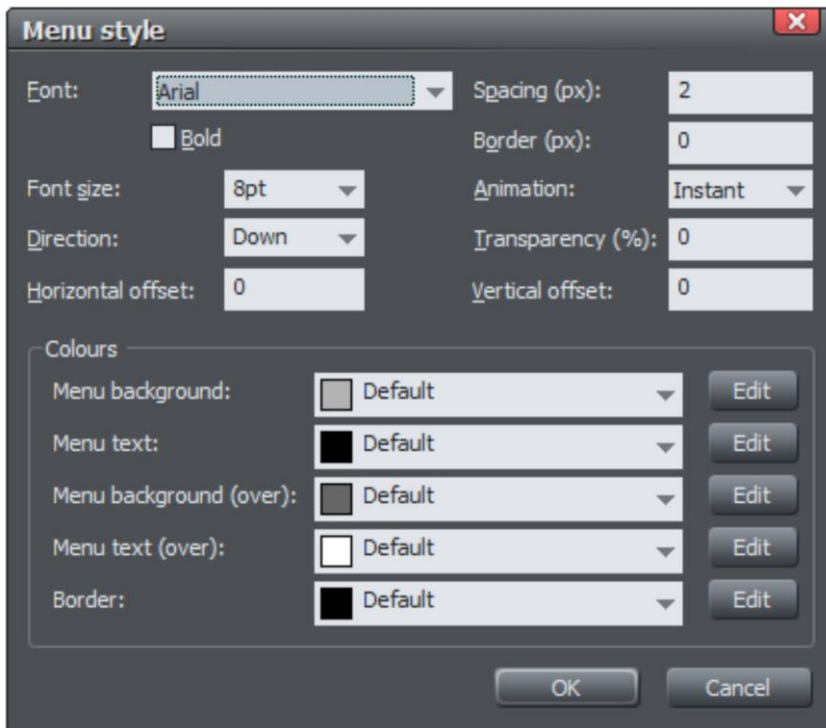 Menu style
Font: Arial Spacing (px): 2
Bold Border (px): 0
Font size: 8pt Animation: Instant
Direction: Down Transparency (%): 0
Horizontal offset: 0 Vertical offset: 0
Colours
Menu background: Default Edit
Menu text: Default Edit
Menu background (over): Default Edit
Menu text (over): Default Edit
Border: Default Edit
OK Cancel